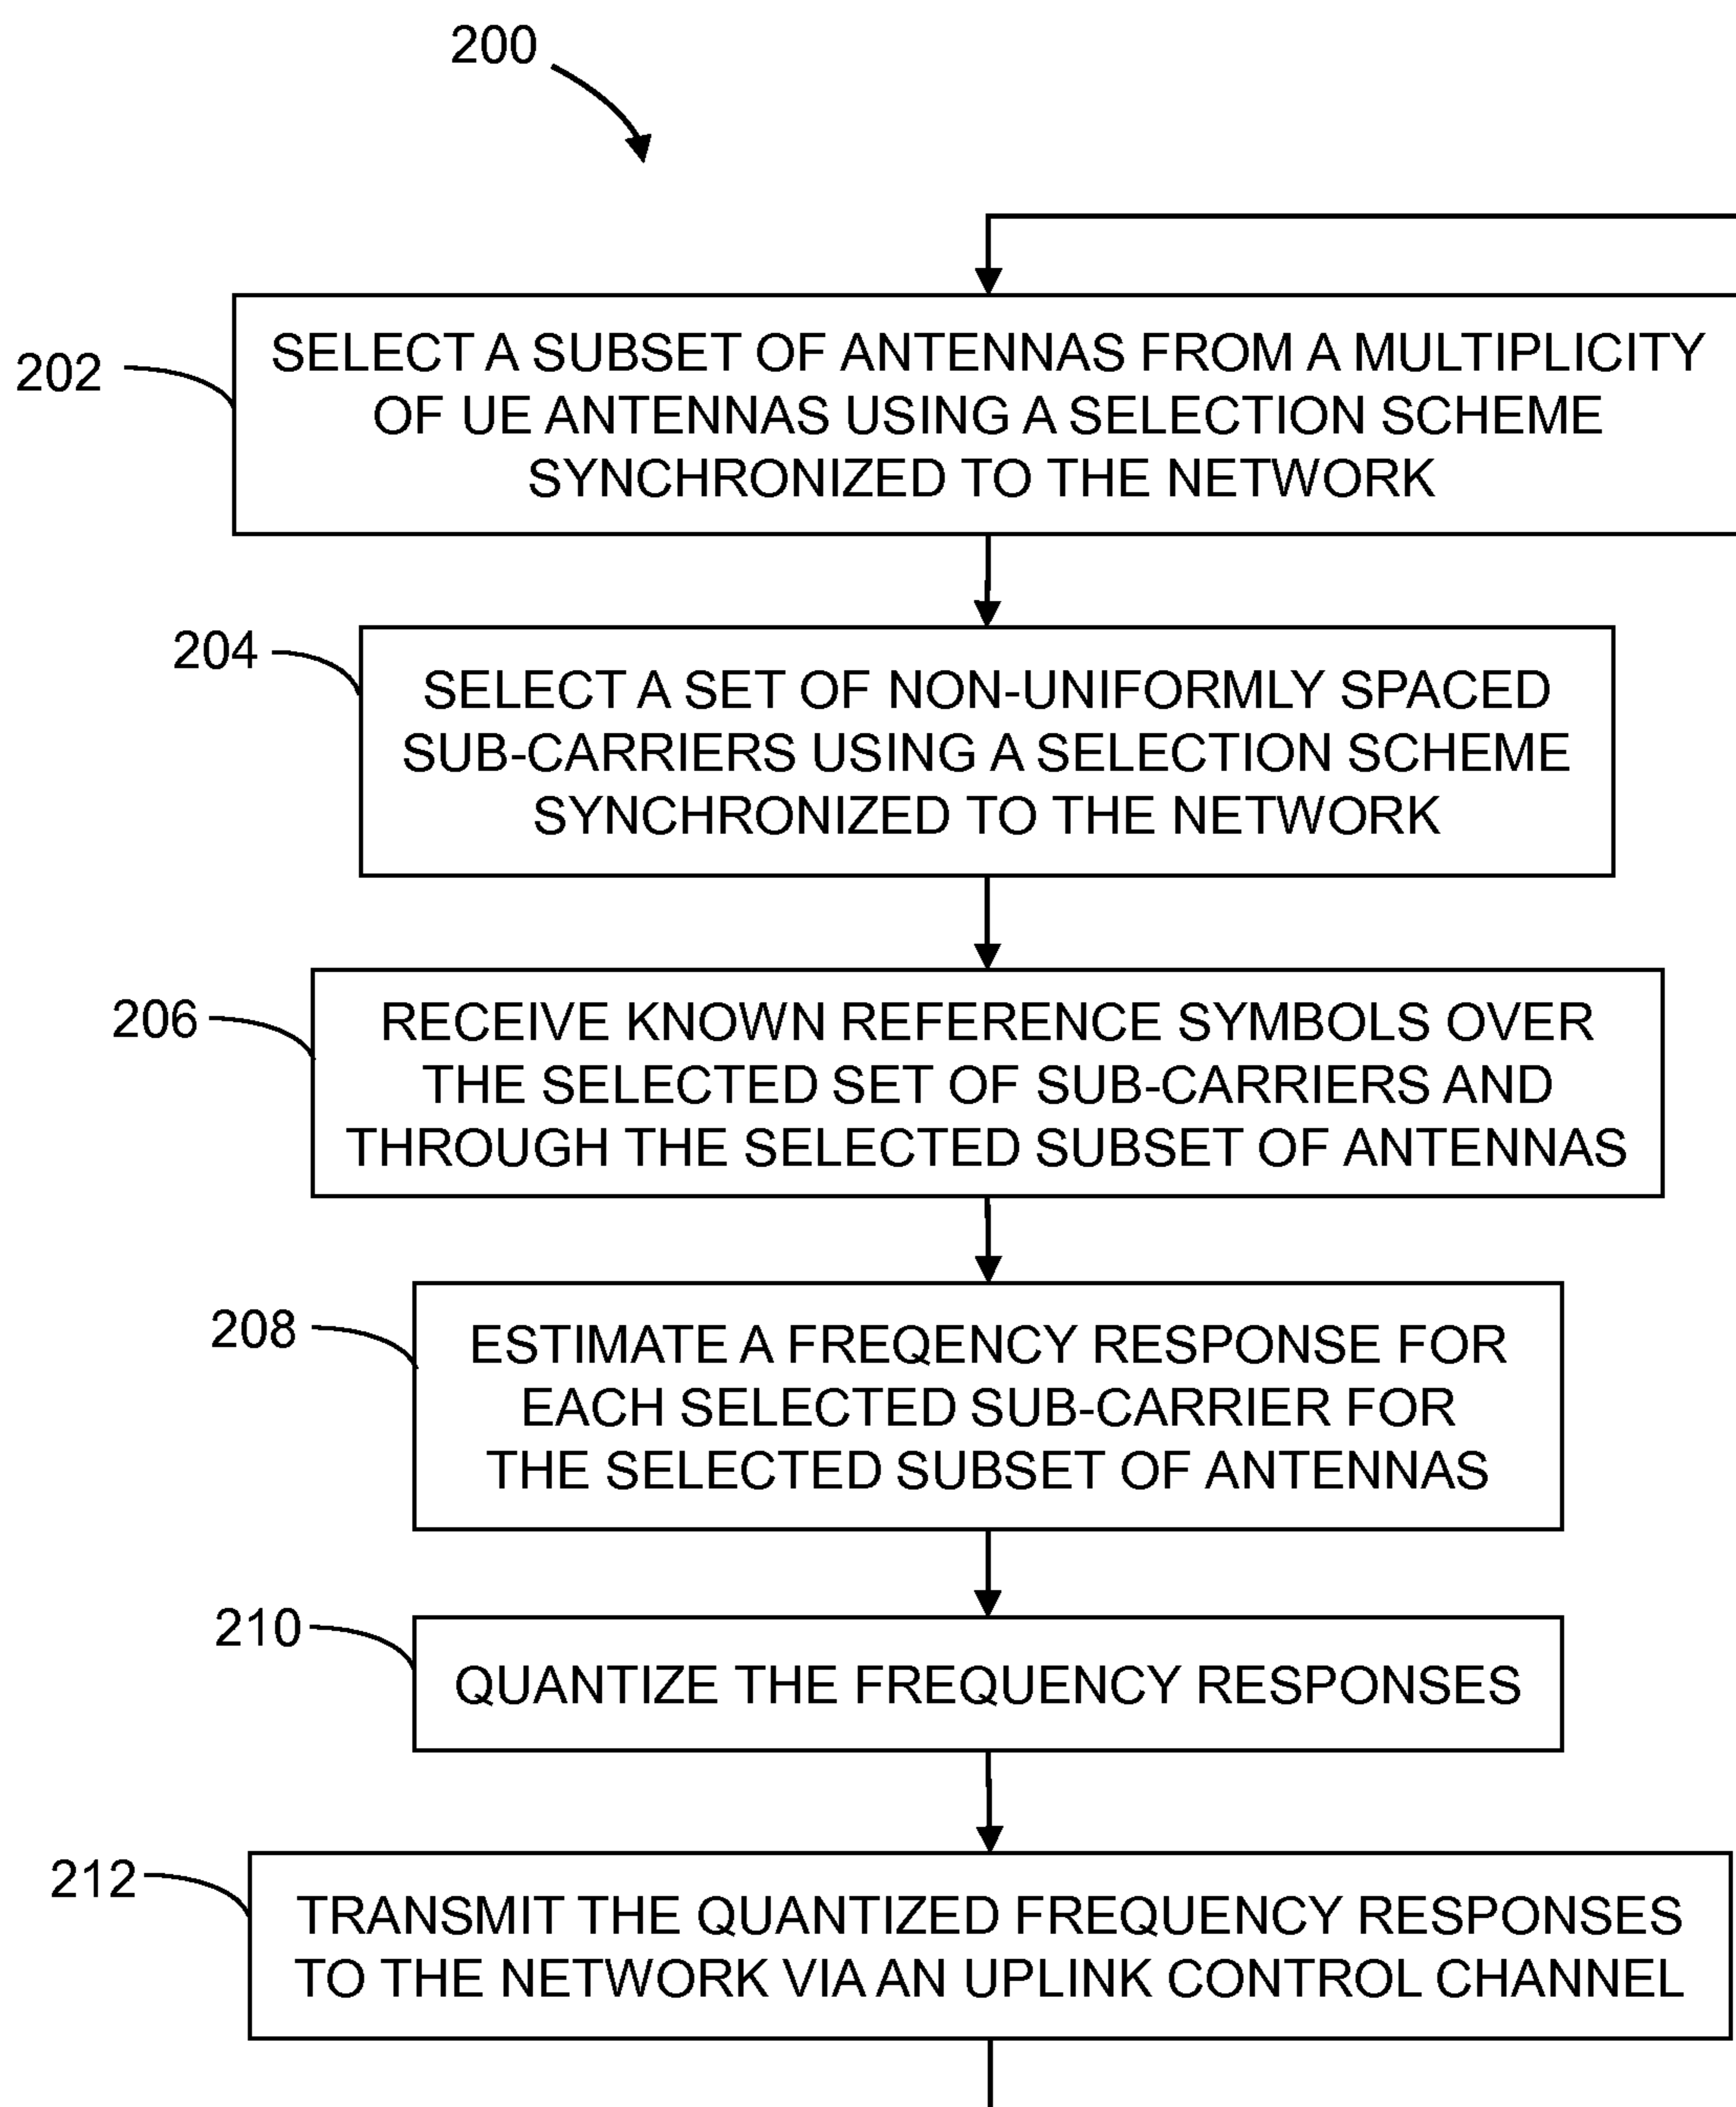 200
202
SELECT A SUBSET OF ANTENNAS FROM A MULTIPLICITY
OF UE ANTENNAS USING A SELECTION SCHEME
SYNCHRONIZED TO THE NETWORK
204
SELECT A SET OF NON-UNIFORMLY SPACED
SUB-CARRIERS USING A SELECTION SCHEME
SYNCHRONIZED TO THE NETWORK
206
RECEIVE KNOWN REFERENCE SYMBOLS OVER
THE SELECTED SET OF SUB-CARRIERS AND
THROUGH THE SELECTED SUBSET OF ANTENNAS
208
ESTIMATE A FREQENCY RESPONSE FOR
EACH SELECTED SUB-CARRIER FOR
THE SELECTED SUBSET OF ANTENNAS
210
QUANTIZE THE FREQUENCY RESPONSES
212
TRANSMIT THE QUANTIZED FREQUENCY RESPONSES
TO THE NETWORK VIA AN UPLINK CONTROL CHANNEL